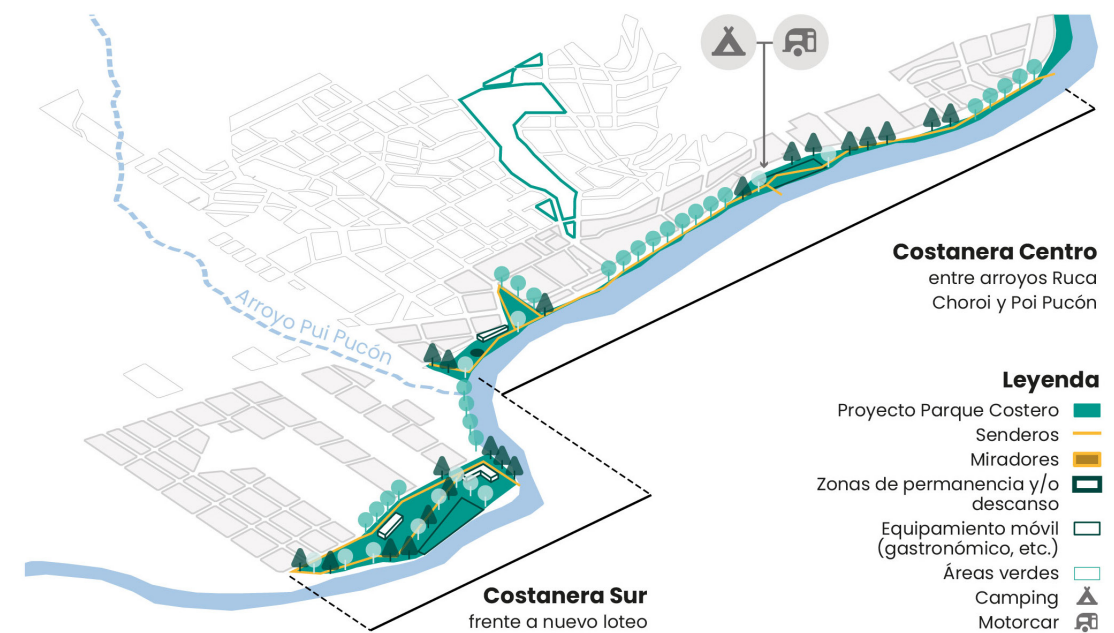 Arroyo Pui Pucón
Costanera Centro
entre arroyos Ruca
Choroi y Poi Pucón
Leyenda
Proyecto Parque Costero
Senderos
Miradores
Zonas de permanencia y/o
descanso
Equipamiento móvil
(gastronómico, etc.)
Áreas verdes
Camping
Motorcar
Costanera Sur
frente a nuevo loteo